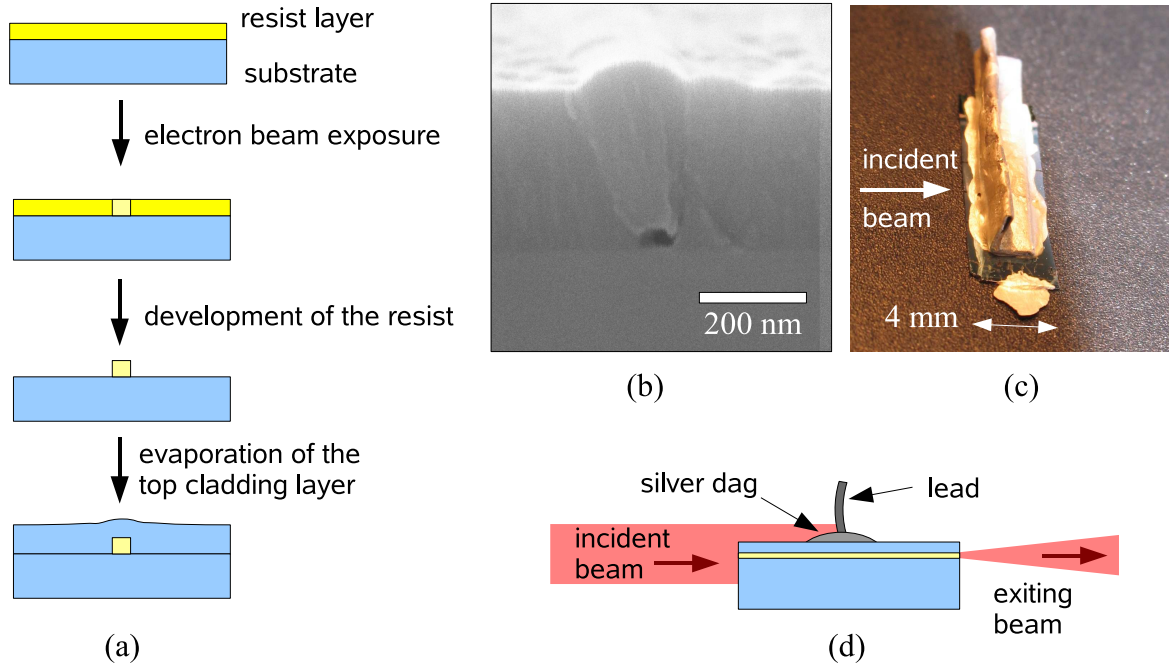 resist layer
substrate
electron beam exposure
development of the resist
evaporation of the
top cladding layer
(a)
200 nm
(b)
incident
beam
4 mm
(c)
silver dag
lead
incident
beam
exiting
beam
(d)